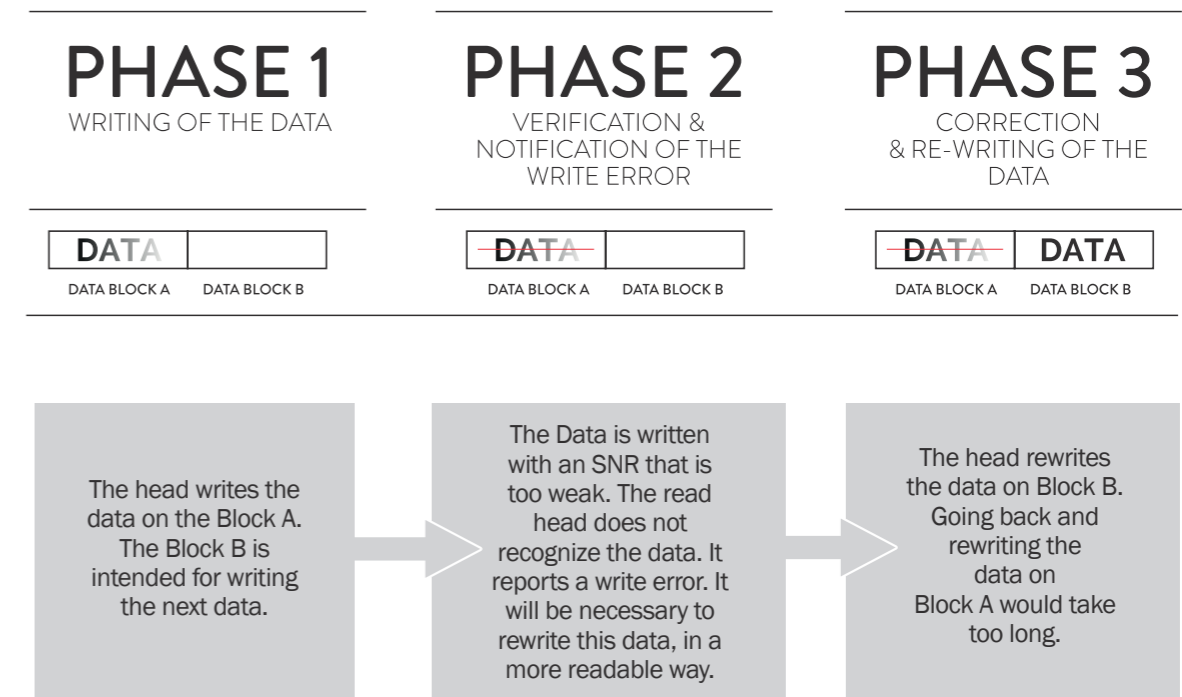 PHASE 1
WRITING OF THE DATA
DATA
DATA BLOCK A
DATA BLOCK B
PHASE 2
VERIFICATION &
NOTIFICATION OF THE
WRITE ERROR
DATA
DATA BLOCK A
DATA BLOCK B
PHASE 3
CORRECTION
& RE-WRITING OF THE
DATA
DATA
DATA
DATA BLOCK A
DATA BLOCK B
The head writes the
data on the Block A.
The Block B is
intended for writing
the next data.
The Data is written
with an SNR that is
too weak. The read
head does not
recognize the data. It
reports a write error. It
will be necessary to
rewrite this data, in a
more readable way.
The head rewrites
the data on Block B.
Going back and
rewriting the
data on
Block A would take
too long.